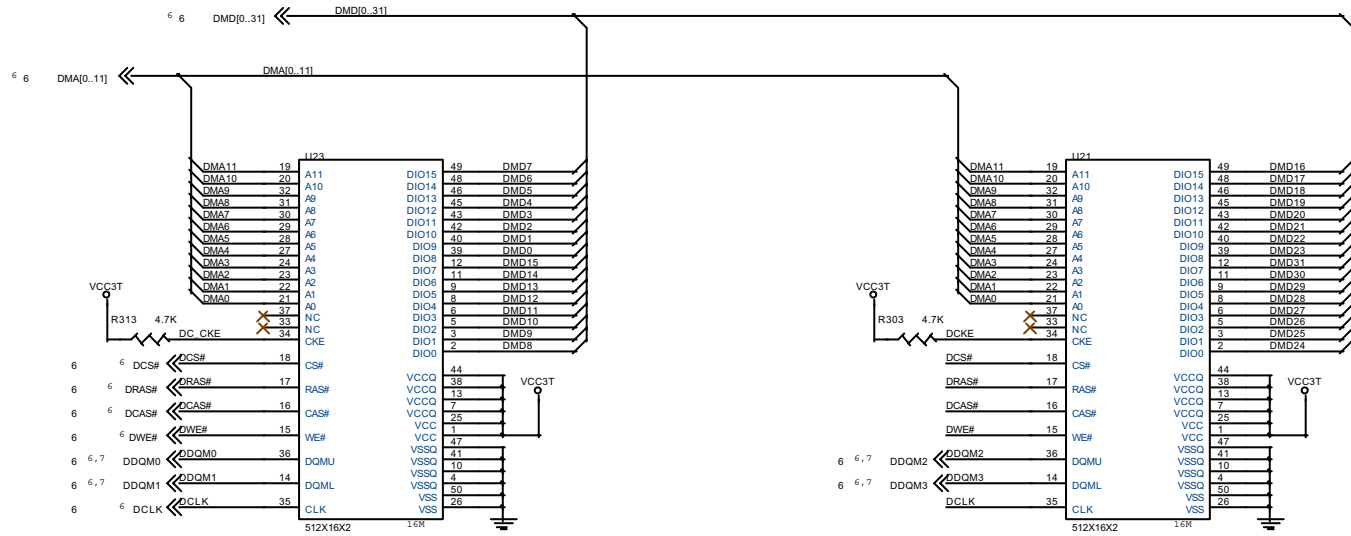 6 6 DMD[0..31] DMD[0..31]
6 6 DMA[0..11] DMA[0..11]
U23 U21
DMA11 19 A11 DIO15 49 DMD7 DMA11 19 A11 DIO15 49 DMD16
DMA10 20 A10 DIO14 48 DMD6 DMA10 20 A10 DIO14 48 DMD17
DMA9 32 A9 DIO13 46 DMD5 DMA9 32 A9 DIO13 46 DMD18
DMA8 31 A8 DIO12 45 DMD4 DMA8 31 A8 DIO12 45 DMD19
DMA7 30 A7 DIO11 43 DMD3 DMA7 30 A7 DIO11 43 DMD20
DMA6 29 A6 DIO10 42 DMD2 DMA6 29 A6 DIO10 42 DMD21
DMA5 28 A5 DIO9 40 DMD1 DMA5 28 A5 DIO9 40 DMD22
DMA4 27 A4 DIO8 39 DMD0 DMA4 27 A4 DIO8 39 DMD23
DMA3 24 A3 DIO7 12 DMD15 DMA3 24 A3 DIO7 12 DMD31
DMA2 23 A2 DIO6 11 DMD14 DMA2 23 A2 DIO6 11 DMD30
VCC3T DMA1 22 A1 DIO5 9 DMD13 VCC3T DMA1 22 A1 DIO5 9 DMD29
DMA0 21 A0 DIO4 8 DMD12 DMA0 21 A0 DIO4 8 DMD28
37 NC DIO3 6 DMD11 37 NC DIO3 6 DMD27
R313 4.7K 33 NC DIO2 5 DMD10 R303 4.7K 33 NC DIO2 5 DMD26
DC_CKE 34 CKE DIO1 3 DMD9 DCKE 34 CKE DIO1 3 DMD25
DIO0 2 DMD8 DIO0 2 DMD24
6 6 DCS# DCS# 18 CS# DCS# 18 CS#
VCCQ 44 VCCQ 44
6 6 DRAS# DRAS# 17 RAS# VCCQ 38 VCC3T DRAS# 17 RAS# VCCQ 38 VCC3T
VCCQ 13 VCCQ 13
6 6 DCAS# DCAS# 16 CAS# VCCQ 7 DCAS# 16 CAS# VCCQ 7
VCC 25 VCC 25
6 6 DWE# DWE# 15 WE# VCC 1 DWE# 15 WE# VCC 1
VSSQ 47 VSSQ 47
6 6,7 DDQM0 DDQM0 36 DQMU VSSQ 41 6 6,7 DDQM2 DDQM2 36 DQMU VSSQ 41
VSSQ 10 VSSQ 10
6 6,7 DDQM1 DDQM1 14 DQML VSSQ 4 6 6,7 DDQM3 DDQM3 14 DQML VSSQ 4
VSS 50 VSS 50
6 6 DCLK DCLK 35 CLK VSS 26 DCLK 35 CLK VSS 26
512X16X2 16M 512X16X2 16M